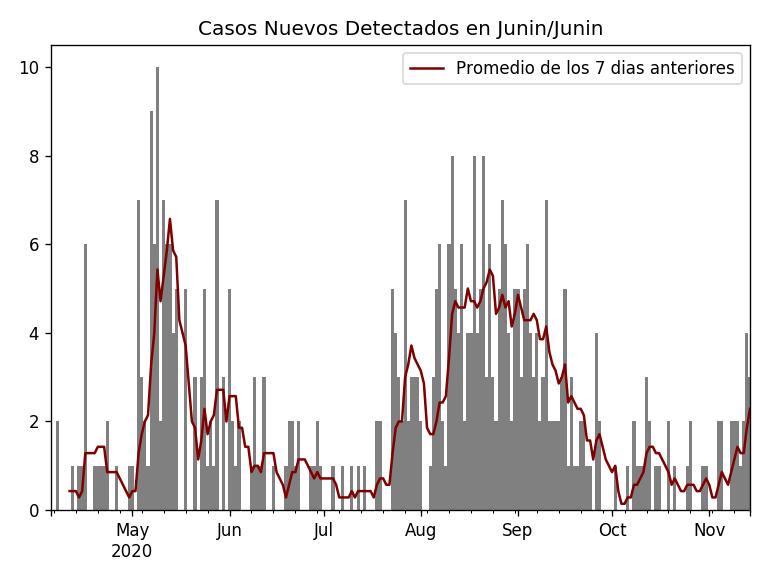 Casos Nuevos Detectados en Junin/Junin
Promedio de los 7 dias anteriores
10
8
6
4
2
0
May Jun Jul Aug Sep Oct Nov
2020